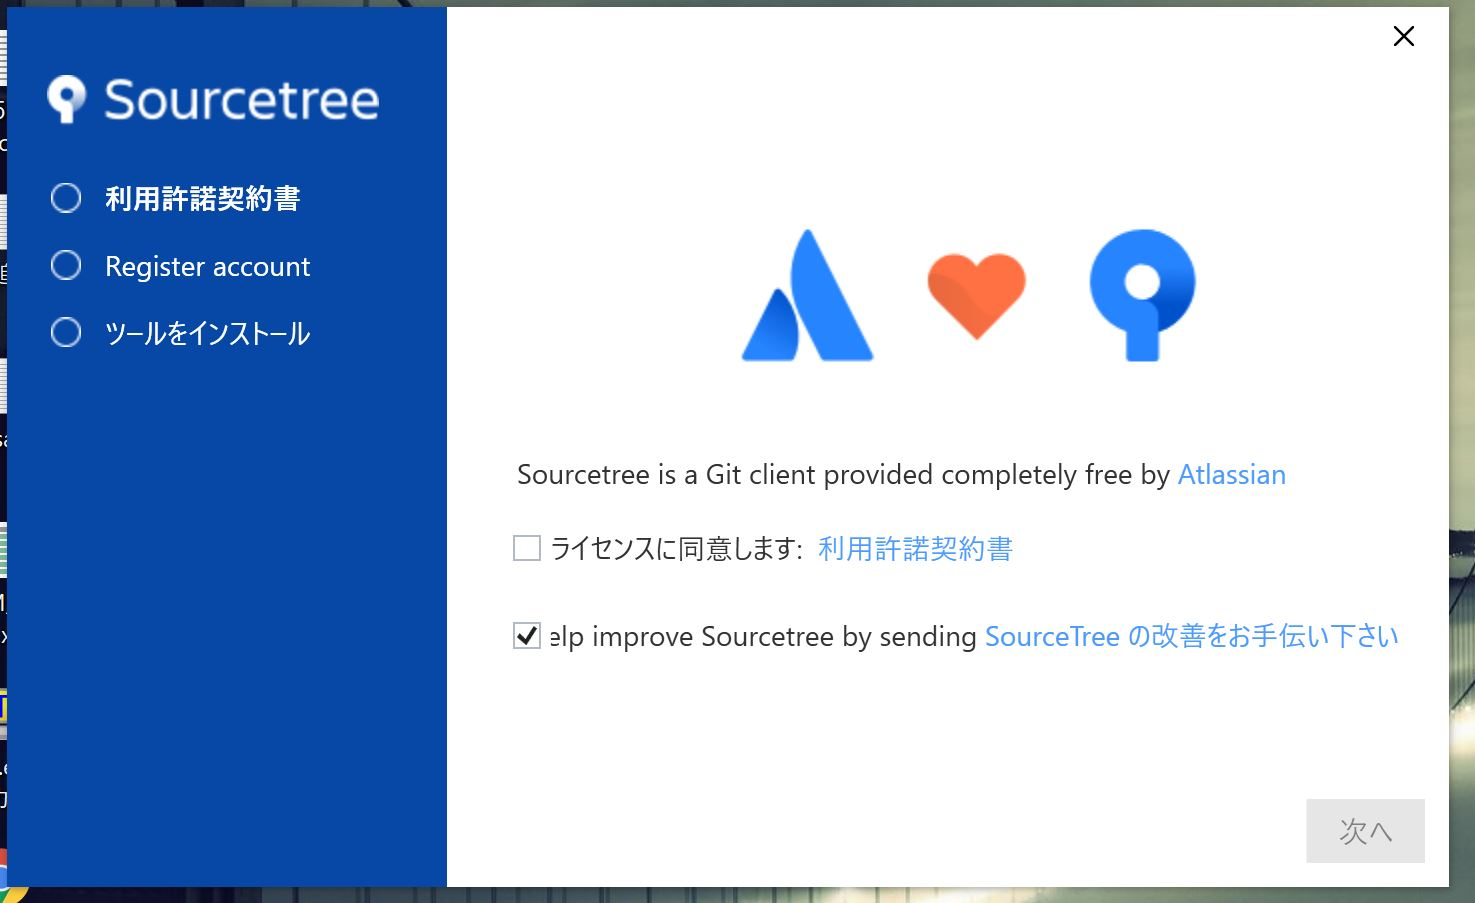 Sourcetree
利用許諾契約書
Register account
ツールをインストール
Sourcetree is a Git client provided completely free by Atlassian
ライセンスに同意します: 利用許諾契約書
elp improve Sourcetree by sending SourceTree の改善をお手伝い下さい
次へ